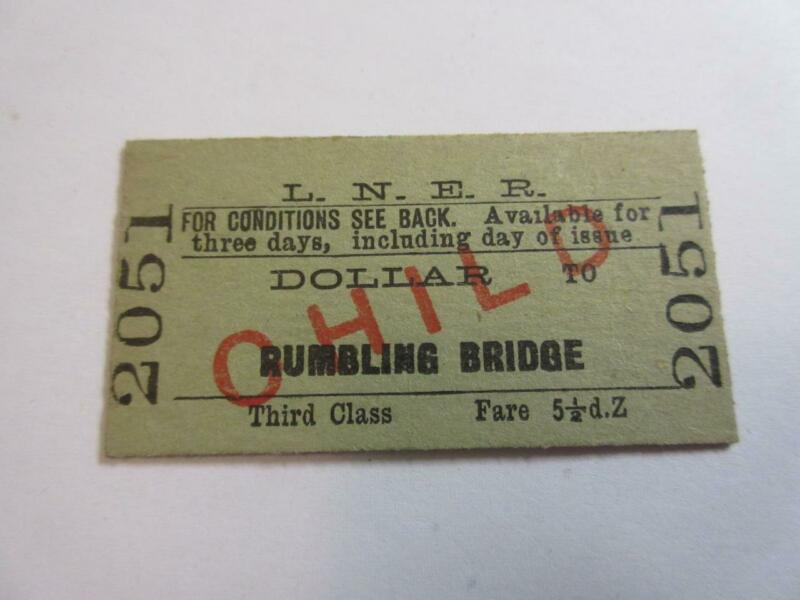 L. N. E. R.
FOR CONDITIONS SEE BACK. Available for
three days, including day of issue
DOLLAR TO
CHILD
RUMBLING BRIDGE
Third Class Fare 5½d.Z
2051
2051